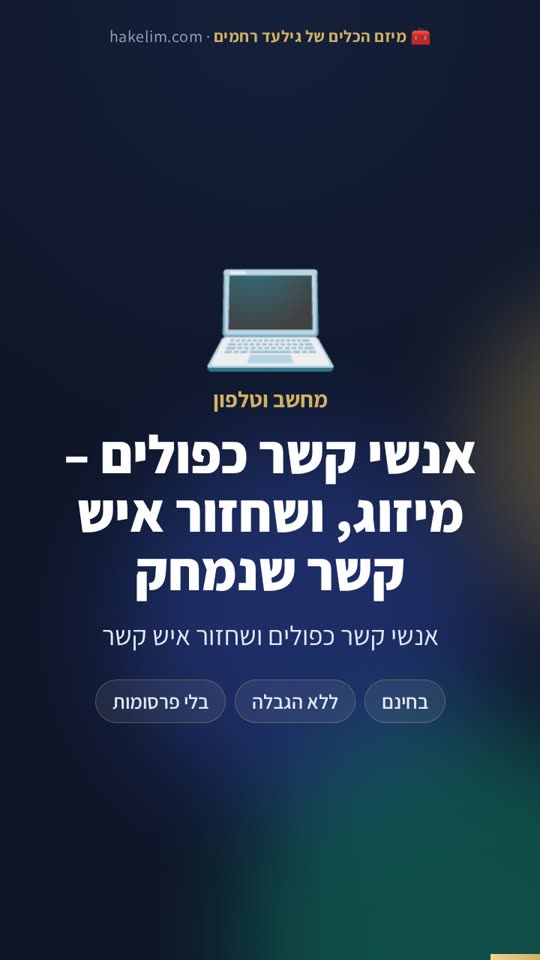 🧰 מיזם הכלים של גילעד רחמים · hakelim.com
מחשב וטלפון
אנשי קשר כפולים –
מיזוג, ושחזור איש
קשר שנמחק
אנשי קשר כפולים ושחזור איש קשר
בחינם
ללא הגבלה
בלי פרסומות